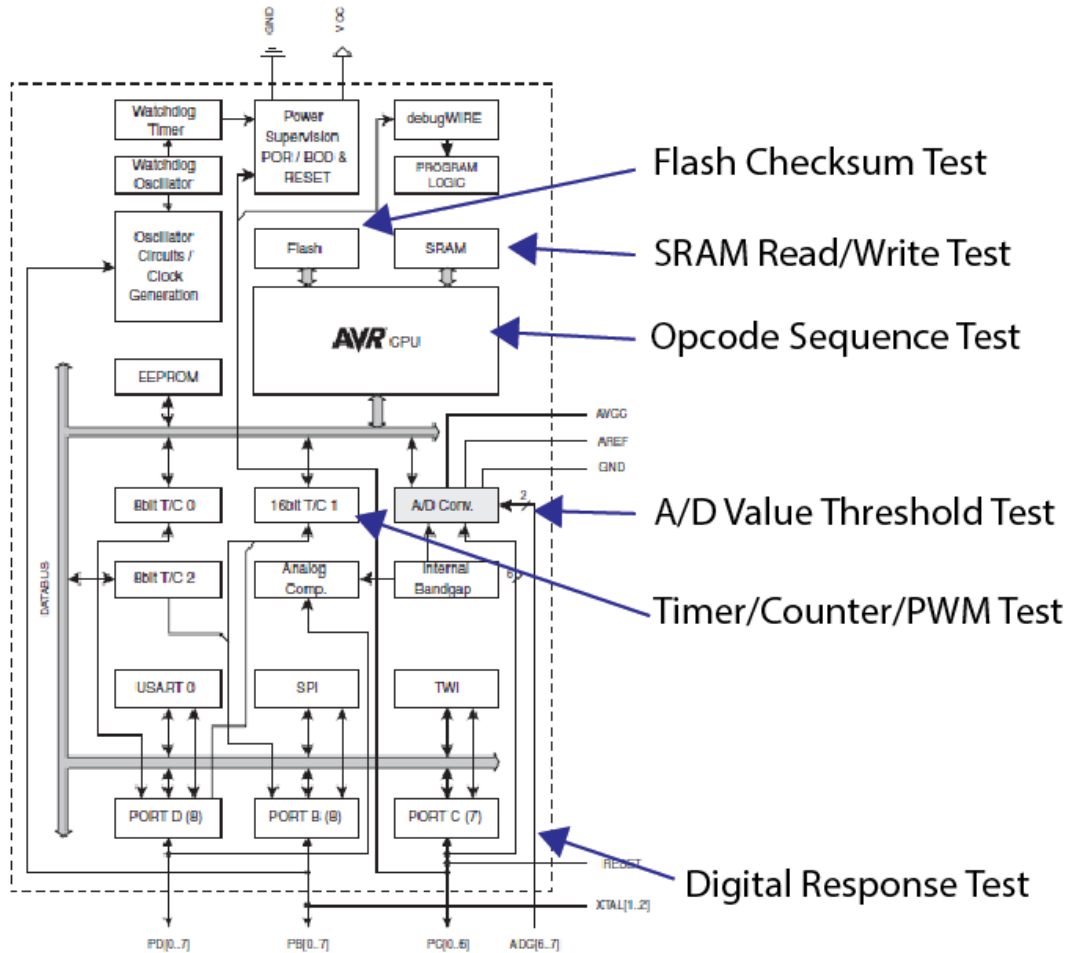 GND
VCC
Watchdog
Timer
Power
Supervision
POR / BOD &
RESET
debugWIRE
Watchdog
Oscillator
PROGRAM
LOGIC
Flash Checksum Test
Oscillator
Circuits /
Clock
Generation
Flash
SRAM
SRAM Read/Write Test
AVR CPU
Opcode Sequence Test
EEPROM
AVCC
AREF
GND
8bit T/C 0
16bit T/C 1
A/D Conv.
2
A/D Value Threshold Test
DATABUS
8bit T/C 2
Analog
Comp.
Internal
Bandgap
6
Timer/Counter/PWM Test
USART 0
SPI
TWI
PORT D (8)
PORT B (8)
PORT C (7)
RESET
Digital Response Test
XTAL[1..2]
PD[0..7]
PB[0..7]
PC[0..6]
ADC[6..7]